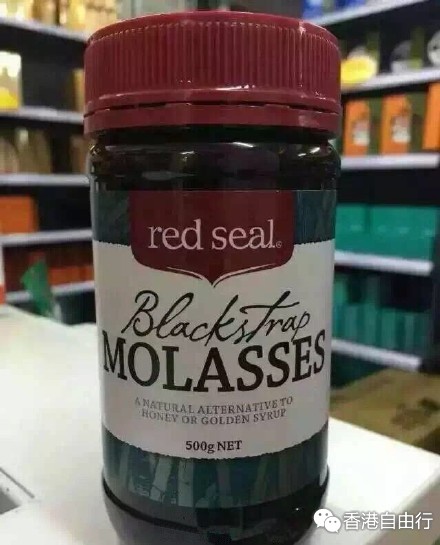 red seal®
Blackstrap
MOLASSES
A NATURAL ALTERNATIVE TO
HONEY OR GOLDEN SYRUP
500g NET
香港自由行